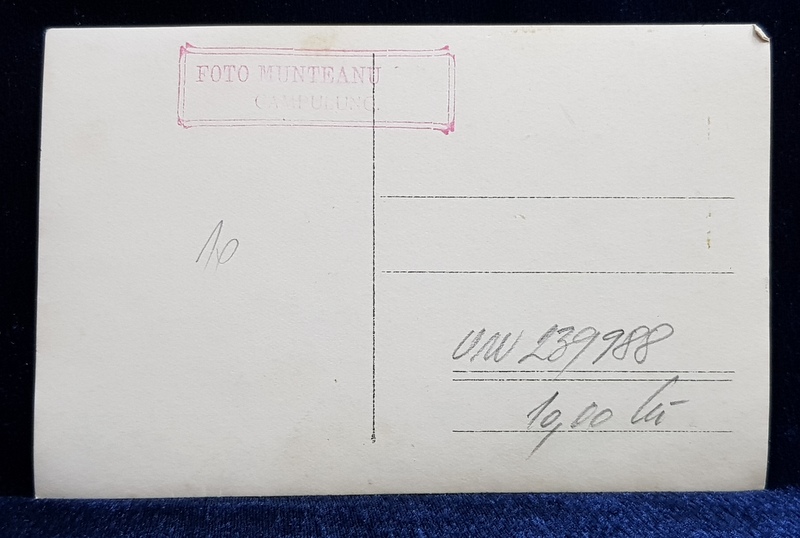 FOTO MUNTEANU
CAMPULUNG
10
UW 239988
10,00 lei